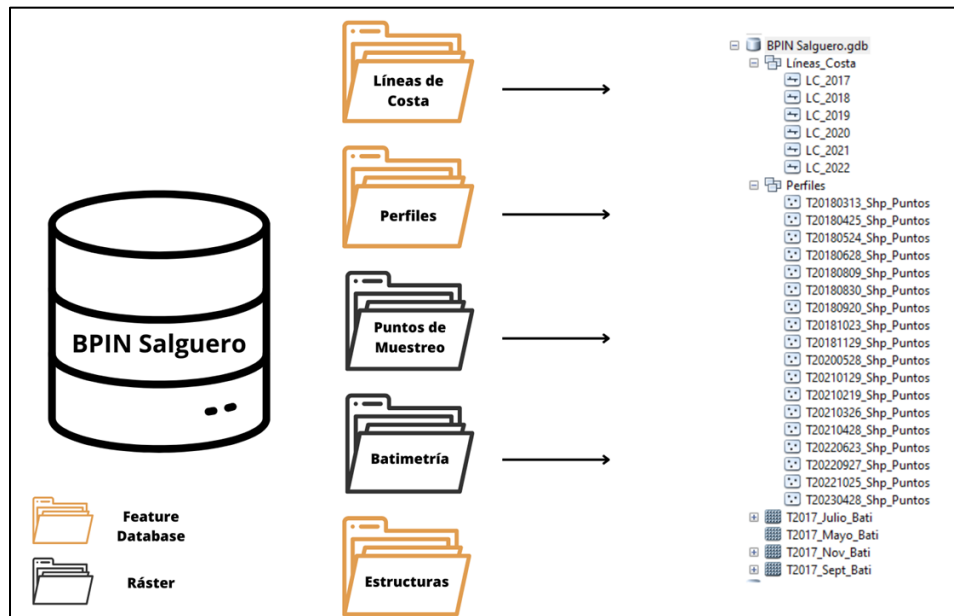 BPIN Salguero
Feature
Database
Ráster
Líneas de
Costa
Perfiles
Puntos de
Muestreo
Batimetría
Estructuras
BPIN Salguero.gdb
Líneas_Costa
LC_2017
LC_2018
LC_2019
LC_2020
LC_2021
LC_2022
Perfiles
T20180313_Shp_Puntos
T20180425_Shp_Puntos
T20180524_Shp_Puntos
T20180628_Shp_Puntos
T20180809_Shp_Puntos
T20180830_Shp_Puntos
T20180920_Shp_Puntos
T20181023_Shp_Puntos
T20181129_Shp_Puntos
T20200528_Shp_Puntos
T20210129_Shp_Puntos
T20210219_Shp_Puntos
T20210326_Shp_Puntos
T20210428_Shp_Puntos
T20220623_Shp_Puntos
T20220927_Shp_Puntos
T20221025_Shp_Puntos
T20230428_Shp_Puntos
T2017_Julio_Bati
T2017_Mayo_Bati
T2017_Nov_Bati
T2017_Sept_Bati